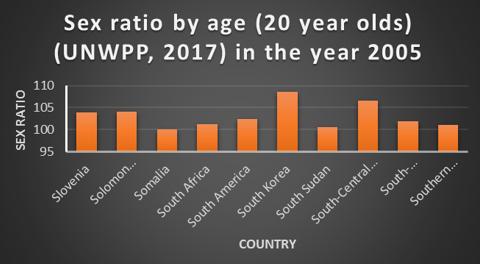 Sex ratio by age (20 year olds)
(UNWPP, 2017) in the year 2005
SEX RATIO
110
105
100
95
Slovenia
Solomon…
Somalia
South Africa
South America
South Korea
South Sudan
South-Central…
South-…
Southern…
COUNTRY